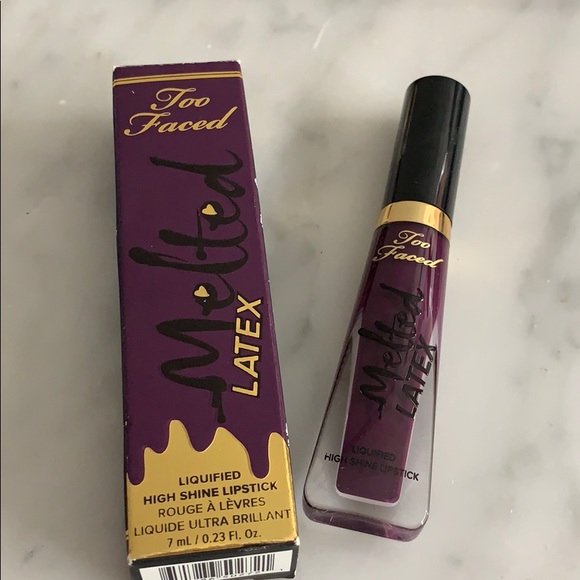 Too
Faced
Melted
LATEX
LIQUIFIED
HIGH SHINE LIPSTICK
ROUGE À LÈVRES
LIQUIDE ULTRA BRILLANT
7 mL / 0.23 Fl. Oz.
Too
Faced
Melted
LATEX
LIQUIFIED
HIGH SHINE LIPSTICK